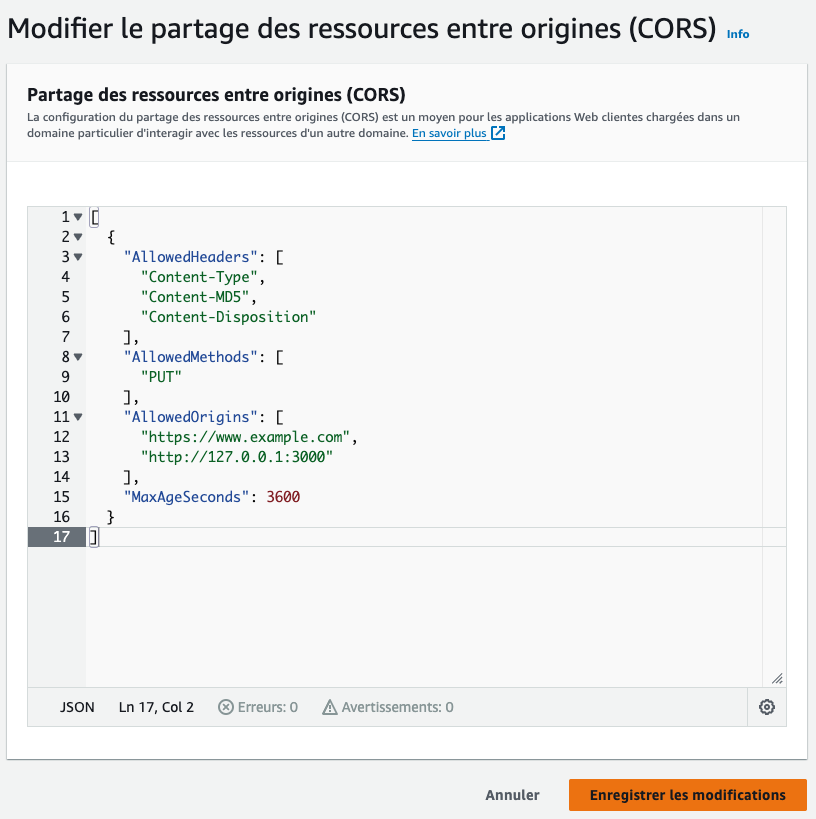 Modifier le partage des ressources entre origines (CORS) Info
Partage des ressources entre origines (CORS)
La configuration du partage des ressources entre origines (CORS) est un moyen pour les applications Web clientes chargées dans un
domaine particulier d'interagir avec les ressources d'un autre domaine. En savoir plus
1 [
2 {
3 "AllowedHeaders": [
4 "Content-Type",
5 "Content-MD5",
6 "Content-Disposition"
7 ],
8 "AllowedMethods": [
9 "PUT"
10 ],
11 "AllowedOrigins": [
12 "https://www.example.com",
13 "http://127.0.0.1:3000"
14 ],
15 "MaxAgeSeconds": 3600
16 }
17 ]
JSON Ln 17, Col 2 Erreurs: 0 Avertissements: 0
Annuler Enregistrer les modifications